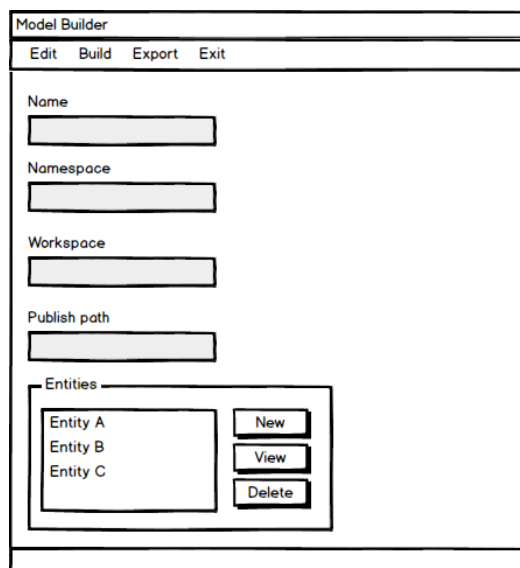 Model Builder
Edit Build Export Exit
Name
Namespace
Workspace
Publish path
Entities
Entity A
Entity B
Entity C
New
View
Delete